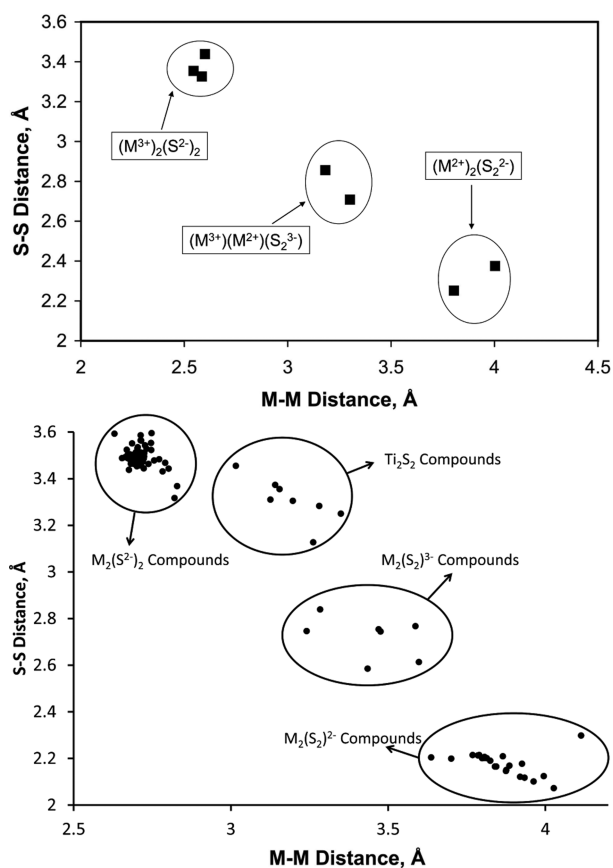 3.6
3.4
3.2
3
2.8
2.6
2.4
2.2
2
S-S Distance, Å
(M³⁺)₂(S²⁻)₂
(M³⁺)(M²⁺)(S₂³⁻)
(M²⁺)₂(S₂²⁻)
2 2.5 3 3.5 4 4.5
M-M Distance, Å
3.6
3.4
3.2
3
2.8
2.6
2.4
2.2
2
S-S Distance, Å
Ti₂S₂ Compounds
M₂(S²⁻)₂ Compounds
M₂(S₂)³⁻ Compounds
M₂(S₂)²⁻ Compounds
2.5 3 3.5 4
M-M Distance, Å